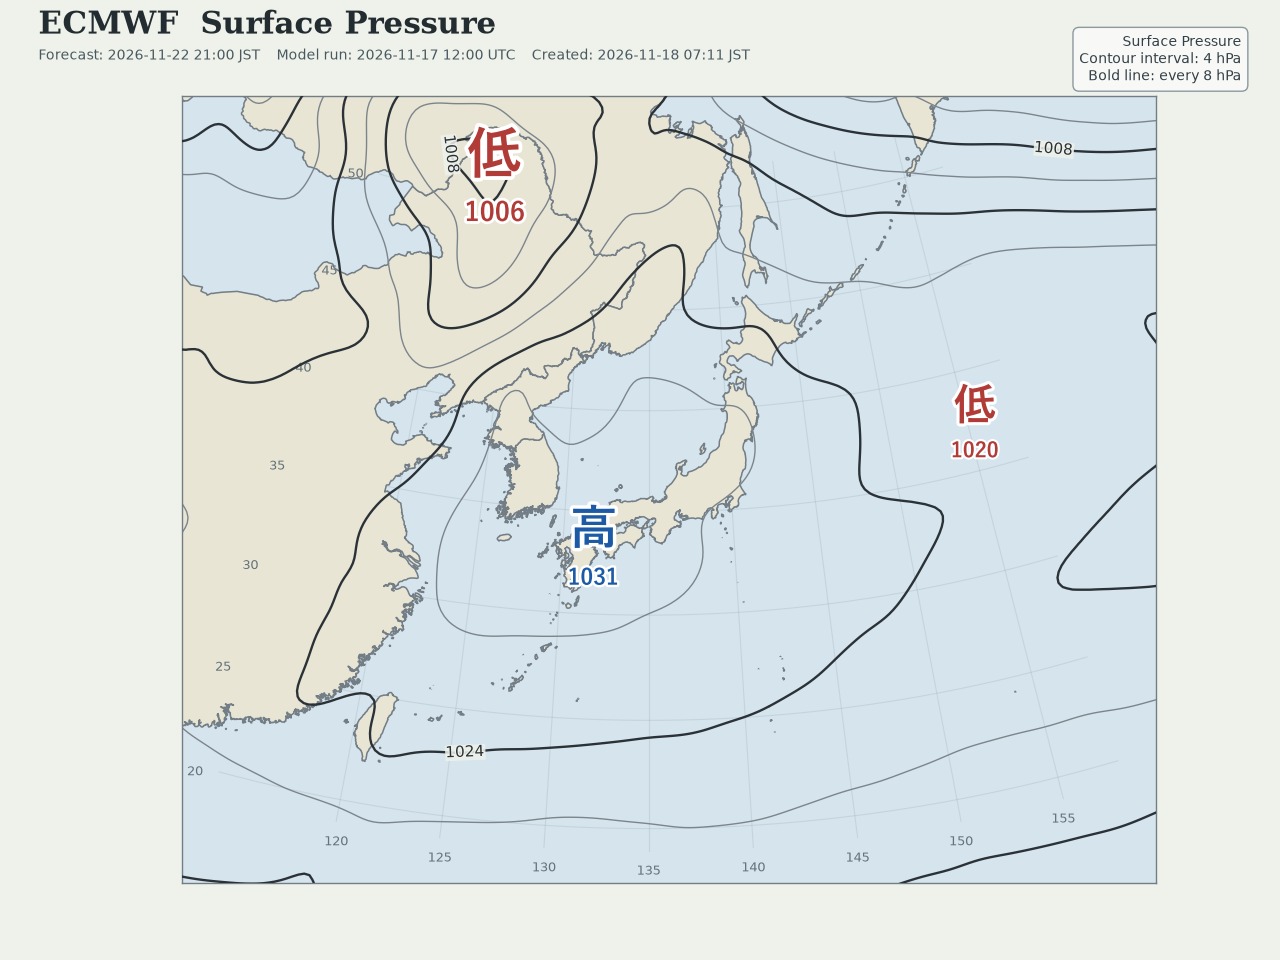 ECMWF  Surface Pressure
Forecast: 2026-11-22 21:00 JST    Model run: 2026-11-17 12:00 UTC    Created: 2026-11-18 07:11 JST
Surface Pressure
Contour interval: 4 hPa
Bold line: every 8 hPa
1008
1008
低
1006
50
45
40
低
1020
35
高
1031
30
25
1024
20
120
125
130
135
140
145
150
155